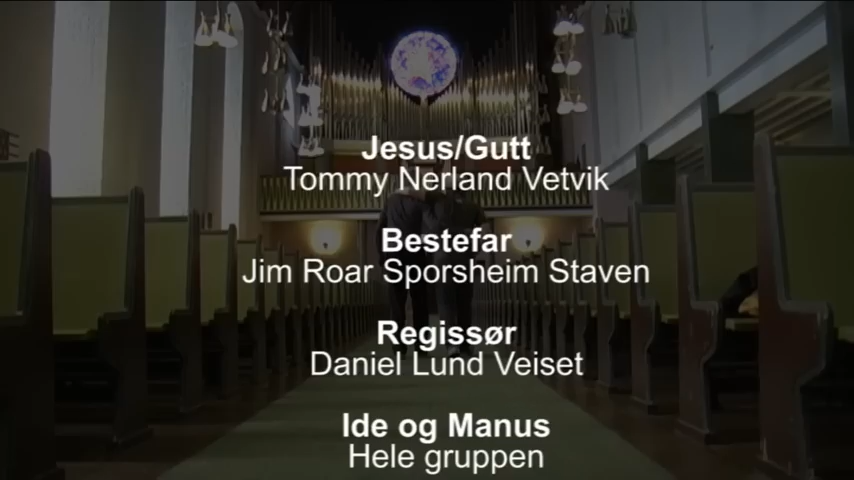 Jesus/Gutt
Tommy Nerland Vetvik
Bestefar
Jim Roar Sporsheim Staven
Regissør
Daniel Lund Veiset
Ide og Manus
Hele gruppen